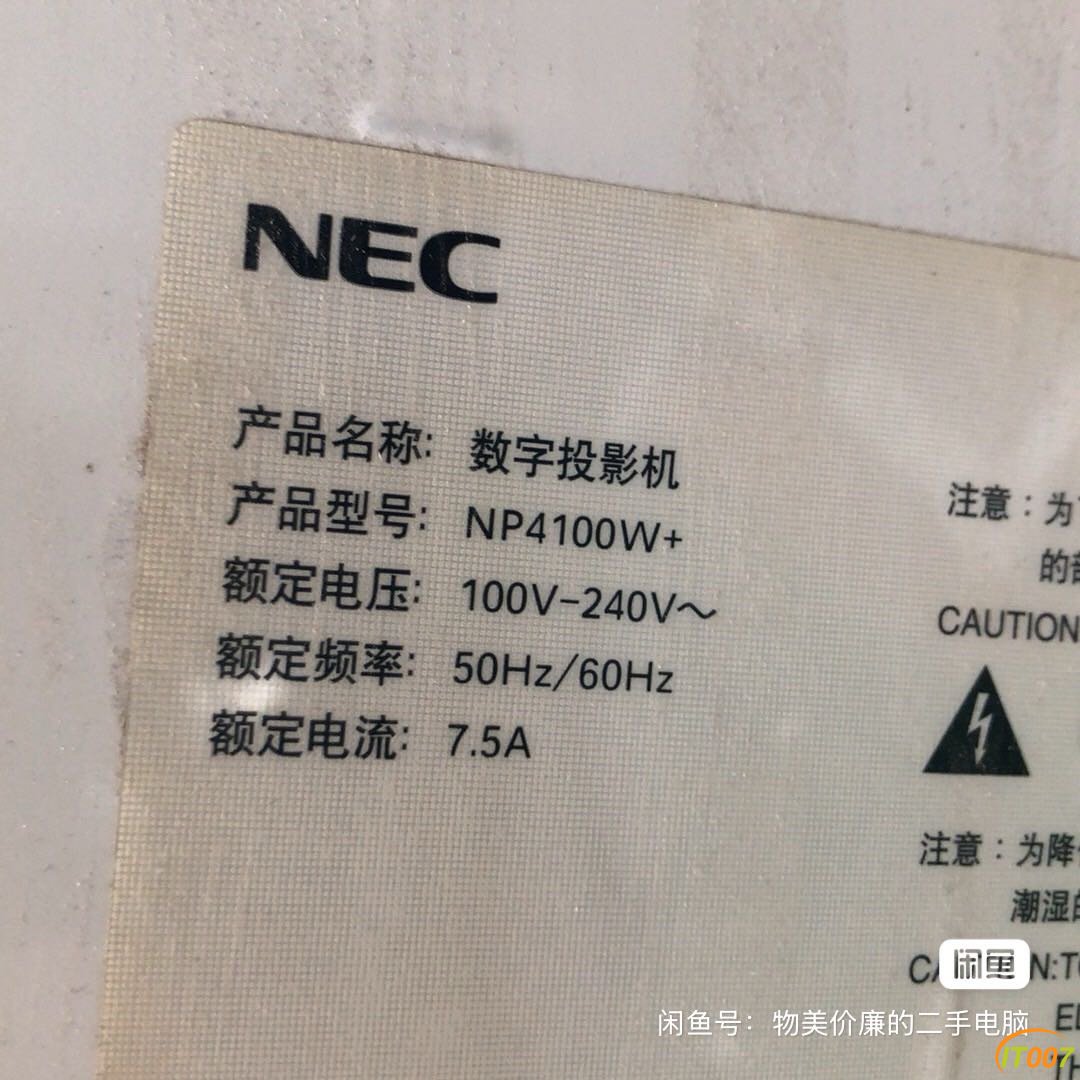 NEC
产品名称: 数字投影机
产品型号: NP4100W+
额定电压: 100V-240V～
额定频率: 50Hz/60Hz
额定电流: 7.5A
注意：为
的
CAUTION
注意：为降
潮湿
闲鱼
闲鱼号：物美价廉的二手电脑
IT007